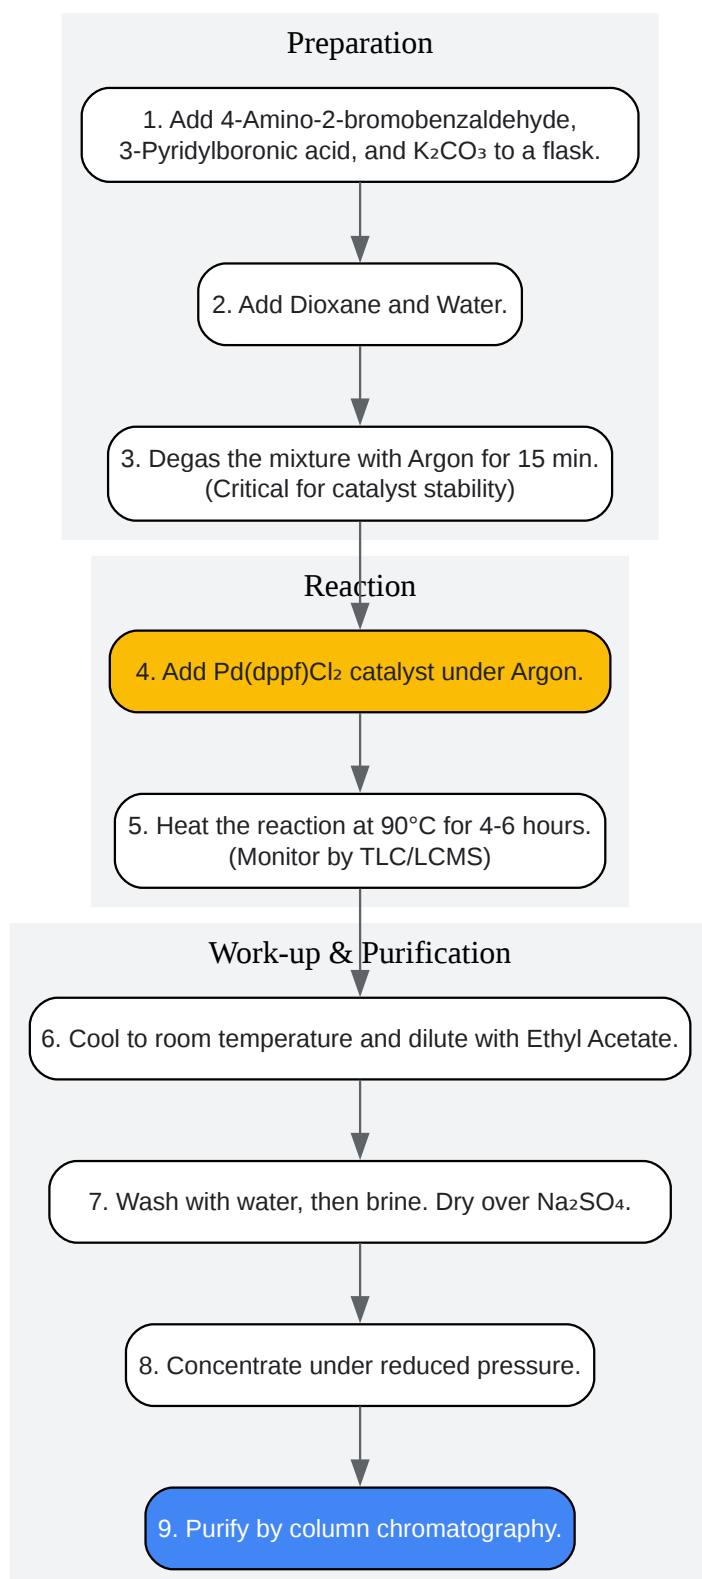 Preparation
1. Add 4-Amino-2-bromobenzaldehyde,
3-Pyridylboronic acid, and K₂CO₃ to a flask.
2. Add Dioxane and Water.
3. Degas the mixture with Argon for 15 min.
(Critical for catalyst stability)
Reaction
4. Add Pd(dppf)Cl₂ catalyst under Argon.
5. Heat the reaction at 90°C for 4-6 hours.
(Monitor by TLC/LCMS)
Work-up & Purification
6. Cool to room temperature and dilute with Ethyl Acetate.
7. Wash with water, then brine. Dry over Na₂SO₄.
8. Concentrate under reduced pressure.
9. Purify by column chromatography.